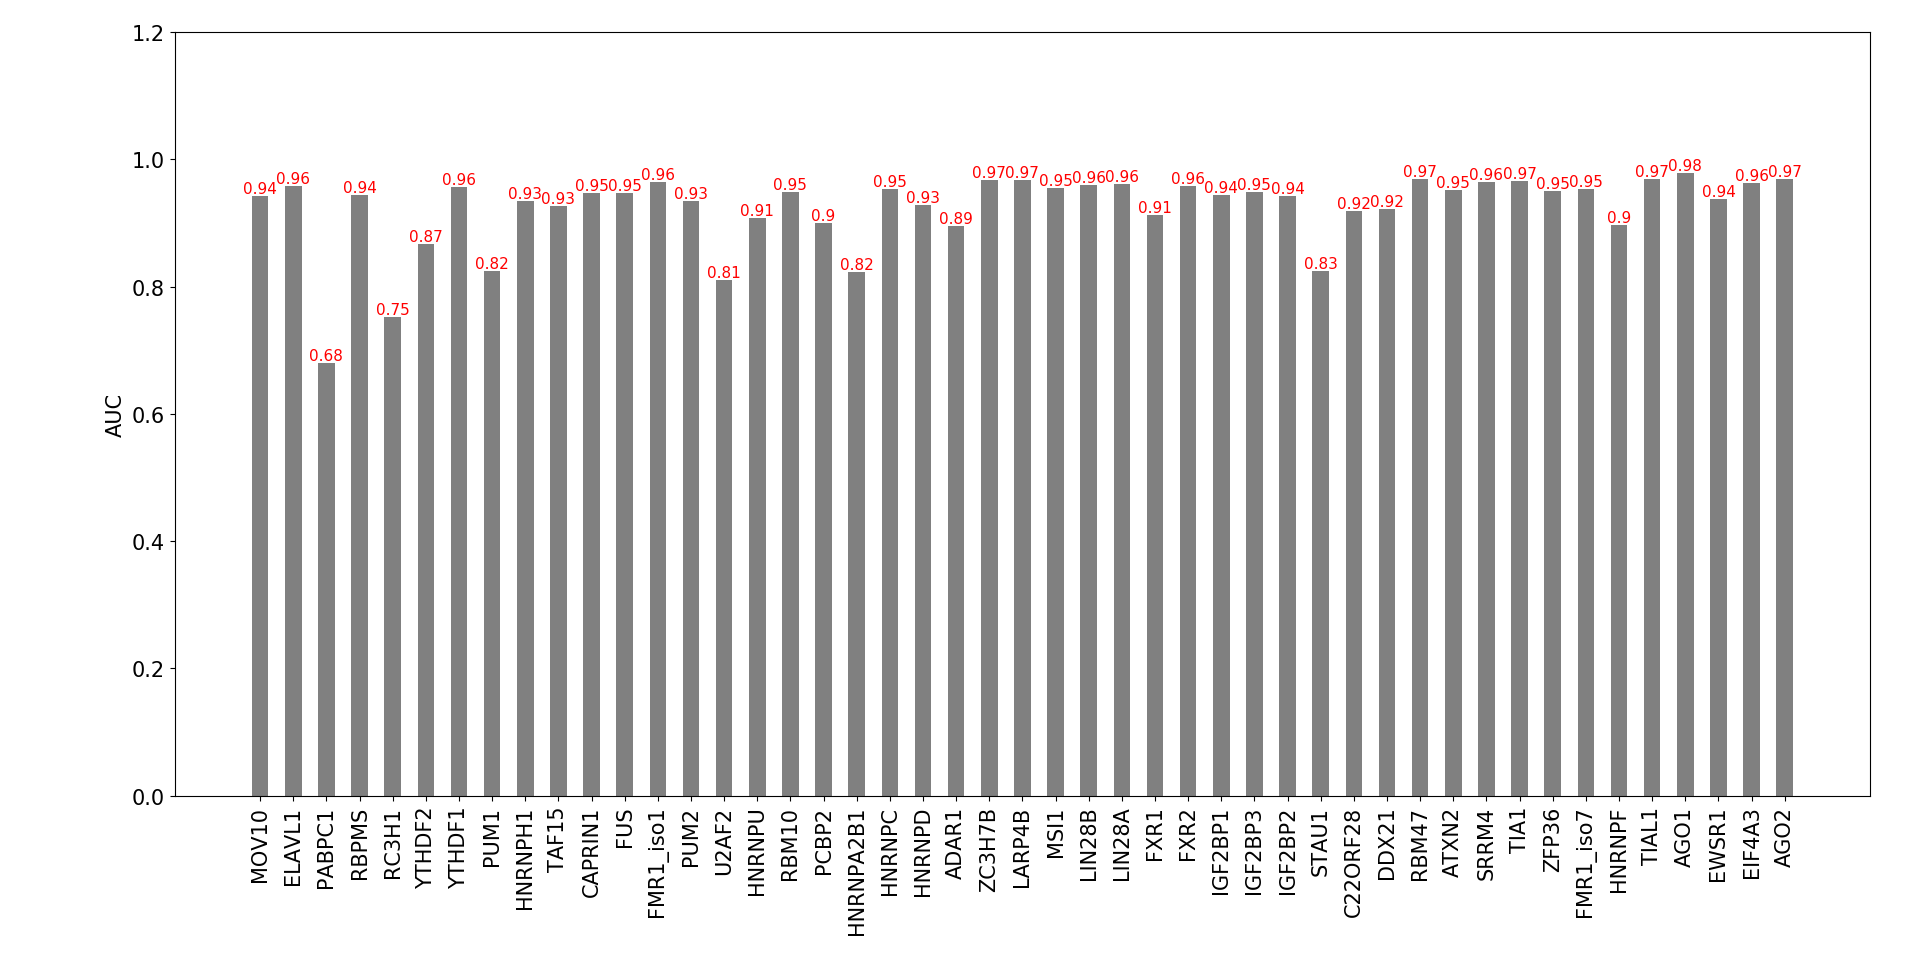 1.2
1.0
0.8
0.6
0.4
0.2
0.0
AUC
0.94 0.96 0.68 0.94 0.75 0.87 0.96 0.82 0.93 0.93 0.95 0.95 0.96 0.93 0.81 0.91 0.95 0.9 0.82 0.95 0.93 0.89 0.97 0.97 0.95 0.96 0.96 0.91 0.96 0.94 0.95 0.94 0.83 0.92 0.92 0.97 0.95 0.96 0.97 0.95 0.95 0.9 0.97 0.98 0.94 0.96 0.97
MOV10
ELAVL1
PABPC1
RBPMS
RC3H1
YTHDF2
YTHDF1
PUM1
HNRNPH1
TAF15
CAPRIN1
FUS
FMR1_iso1
PUM2
U2AF2
HNRNPU
RBM10
PCBP2
HNRNPA2B1
HNRNPC
HNRNPD
ADAR1
ZC3H7B
LARP4B
MSI1
LIN28B
LIN28A
FXR1
FXR2
IGF2BP1
IGF2BP3
IGF2BP2
STAU1
C22ORF28
DDX21
RBM47
ATXN2
SRRM4
TIA1
ZFP36
FMR1_iso7
HNRNPF
TIAL1
AGO1
EWSR1
EIF4A3
AGO2